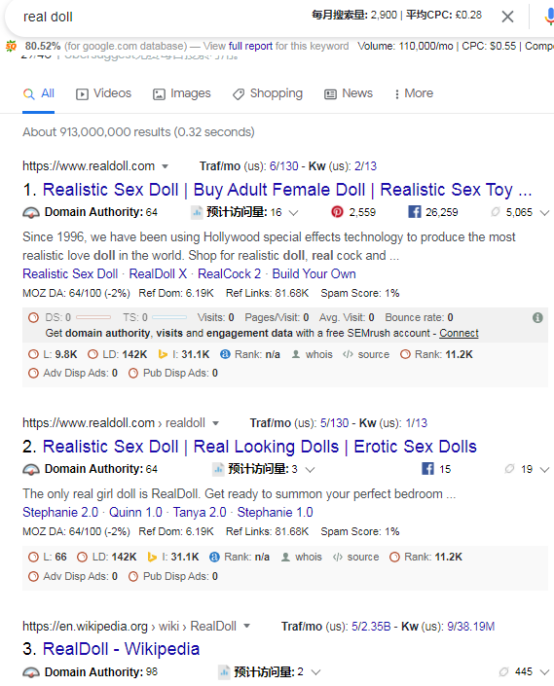 real doll 每月搜索量: 2,900 | 平均CPC: £0.28
80.52% (for google.com database) — View full report for this keyword Volume: 110,000/mo | CPC: $0.55 |
All Videos Images Shopping News More
About 913,000,000 results (0.32 seconds)
https://www.realdoll.com Traf/mo (us): 6/130 - Kw (us): 2/13
1. Realistic Sex Doll | Buy Adult Female Doll | Realistic Sex Toy ...
Domain Authority: 64 预计访问量: 16 2,559 26,259 5,065
Since 1996, we have been using Hollywood special effects technology to produce the most
realistic love doll in the world. Shop for realistic doll, real cock and ...
Realistic Sex Doll · RealDoll X · RealCock 2 · Build Your Own
MOZ DA: 64/100 (-2%) Ref Dom: 6.19K Ref Links: 81.68K Spam Score: 1%
DS: 0 TS: 0 Visits: 0 Pages/Visit: 0 Avg. Visit: 0 Bounce rate: 0
Get domain authority, visits and engagement data with a free SEMrush account - Connect
L: 9.8K LD: 142K I: 31.1K Rank: n/a whois source Rank: 11.2K
Adv Disp Ads: 0 Pub Disp Ads: 0
https://www.realdoll.com › realdoll Traf/mo (us): 5/130 - Kw (us): 1/13
2. Realistic Sex Doll | Real Looking Dolls | Erotic Sex Dolls
Domain Authority: 64 预计访问量: 3 15 19
The only real girl doll is RealDoll. Get ready to summon your perfect bedroom ...
Stephanie 2.0 · Quinn 1.0 · Tanya 2.0 · Stephanie 1.0
MOZ DA: 64/100 (-2%) Ref Dom: 6.19K Ref Links: 81.68K Spam Score: 1%
L: 66 LD: 142K I: 31.1K Rank: n/a whois source Rank: 11.2K
Adv Disp Ads: 0 Pub Disp Ads: 0
https://en.wikipedia.org › wiki › RealDoll Traf/mo (us): 5/2.35B - Kw (us): 9/38.19M
3. RealDoll - Wikipedia
Domain Authority: 98 预计访问量: 2 445